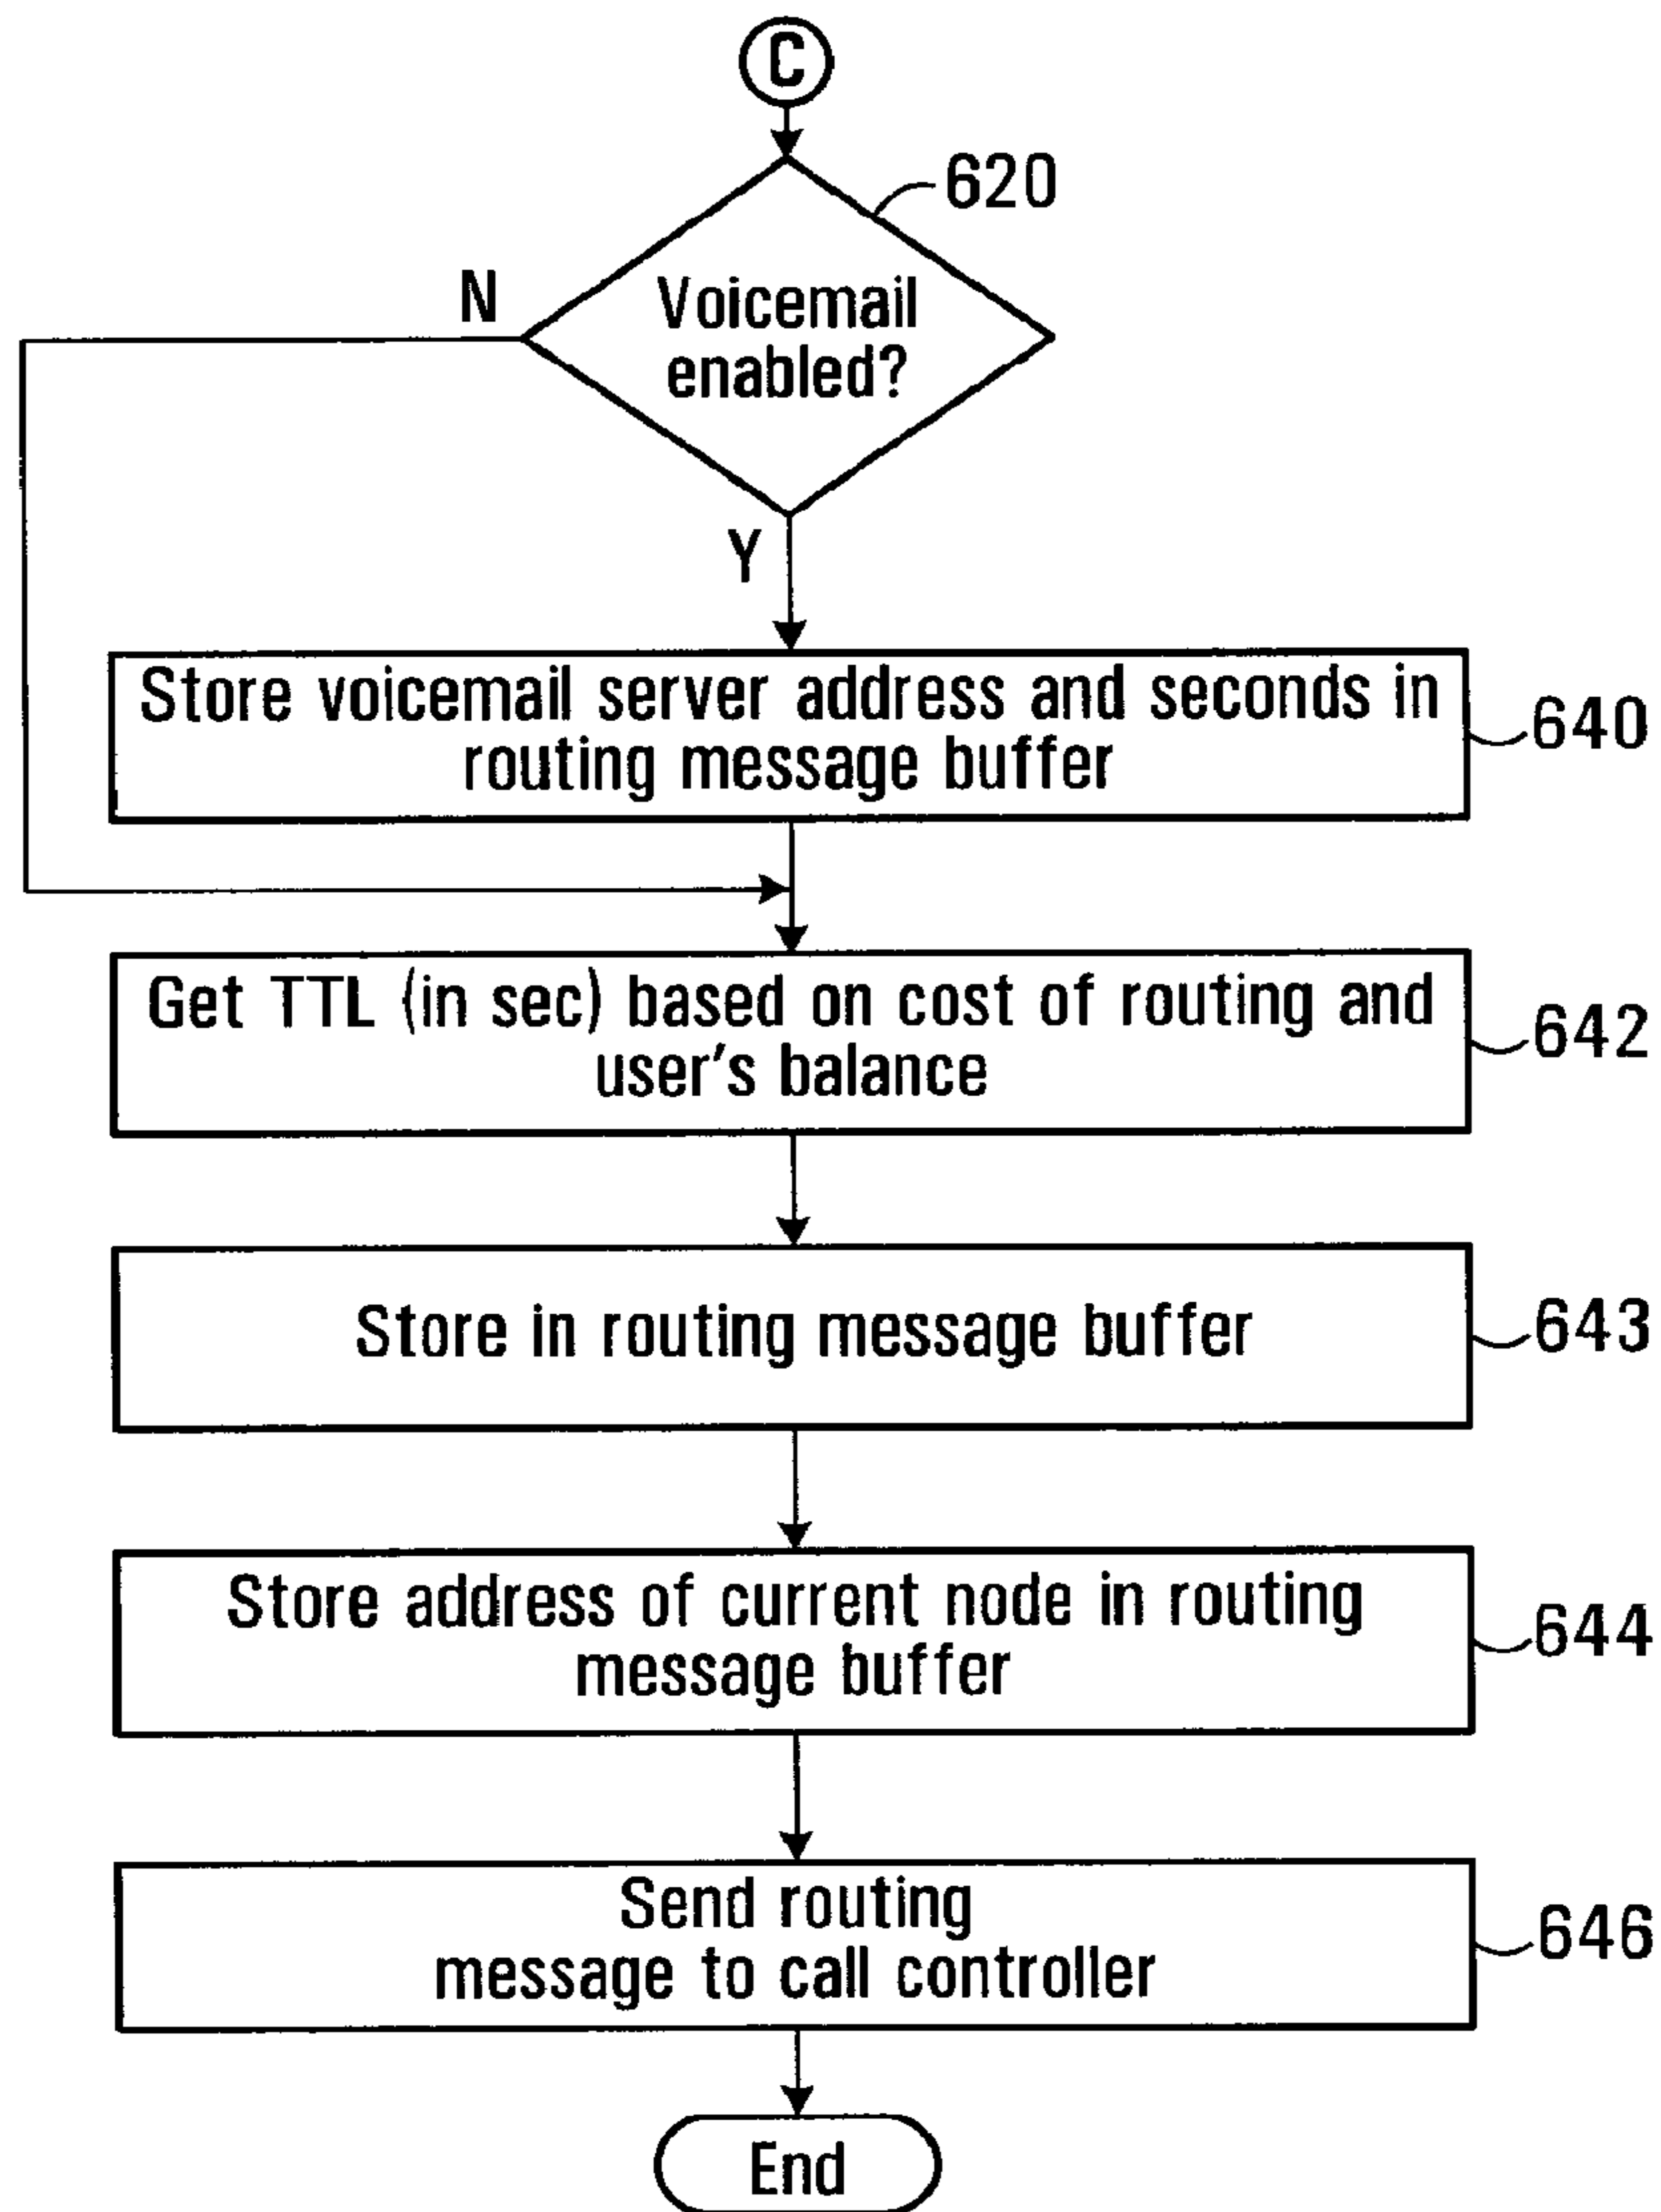 C
620
N
Voicemail
enabled?
Y
Store voicemail server address and seconds in
routing message buffer
640
Get TTL (in sec) based on cost of routing and
user's balance
642
Store in routing message buffer
643
Store address of current node in routing
message buffer
644
Send routing
message to call controller
646
End